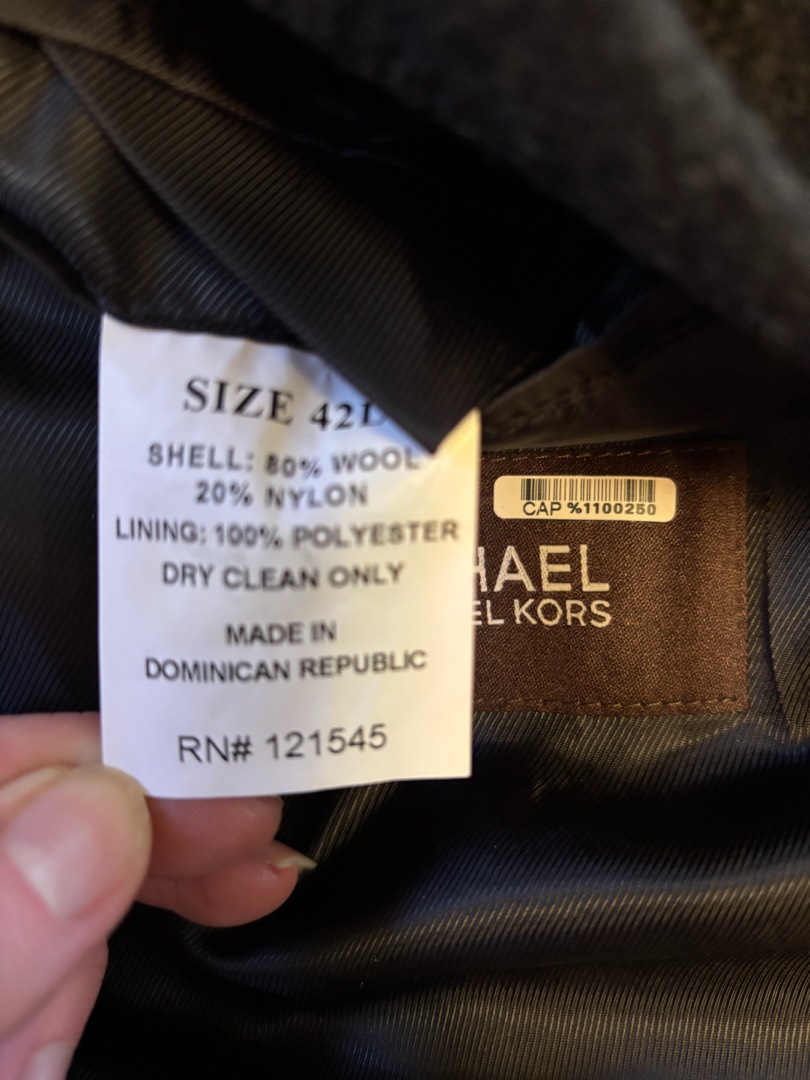 SIZE 42L
SHELL: 80% WOOL
20% NYLON
LINING: 100% POLYESTER
DRY CLEAN ONLY
MADE IN
DOMINICAN REPUBLIC
RN# 121545
CAP %1100250
HAEL
EL KORS